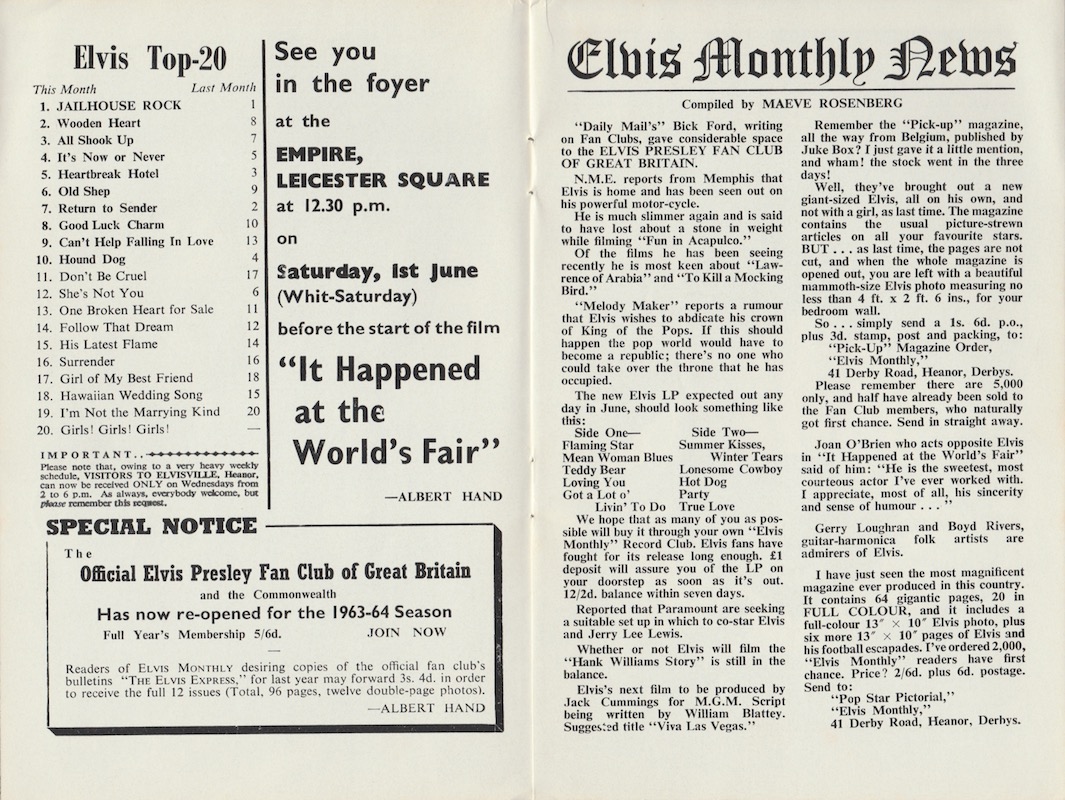 Elvis Top-20
This Month Last Month
1. JAILHOUSE ROCK 1
2. Wooden Heart 8
3. All Shook Up 7
4. It's Now or Never 5
5. Heartbreak Hotel 3
6. Old Shep 9
7. Return to Sender 2
8. Good Luck Charm 10
9. Can't Help Falling In Love 13
10. Hound Dog 4
11. Don't Be Cruel 17
12. She's Not You 6
13. One Broken Heart for Sale 11
14. Follow That Dream 12
15. His Latest Flame 14
16. Surrender 16
17. Girl of My Best Friend 18
18. Hawaiian Wedding Song 15
19. I'm Not the Marrying Kind 20
20. Girls! Girls! Girls! —
IMPORTANT..
Please note that, owing to a very heavy weekly
schedule, VISITORS TO ELVISVILLE, Heanor,
can now be received ONLY on Wednesdays from
2 to 6 p.m. As always, everybody welcome, but
please remember this request.
See you
in the foyer
at the
EMPIRE,
LEICESTER SQUARE
at 12.30 p.m.
on
Saturday, 1st June
(Whit-Saturday)
before the start of the film
"It Happened
at the
World's Fair"
—ALBERT HAND
SPECIAL NOTICE
The
Official Elvis Presley Fan Club of Great Britain
and the Commonwealth
Has now re-opened for the 1963-64 Season
Full Year's Membership 5/6d. JOIN NOW
—
Readers of ELVIS MONTHLY desiring copies of the official fan club's
bulletins "THE ELVIS EXPRESS," for last year may forward 3s. 4d. in order
to receive the full 12 issues (Total, 96 pages, twelve double-page photos).
—ALBERT HAND
Elvis Monthly News
Compiled by MAEVE ROSENBERG
"Daily Mail's" Bick Ford, writing
on Fan Clubs, gave considerable space
to the ELVIS PRESLEY FAN CLUB
OF GREAT BRITAIN.
N.M.E. reports from Memphis that
Elvis is home and has been seen out on
his powerful motor-cycle.
He is much slimmer again and is said
to have lost about a stone in weight
while filming "Fun in Acapulco."
Of the films he has been seeing
recently he is most keen about "Law-
rence of Arabia" and "To Kill a Mocking
Bird."
"Melody Maker" reports a rumour
that Elvis wishes to abdicate his crown
of King of the Pops. If this should
happen the pop world would have to
become a republic; there's no one who
could take over the throne that he has
occupied.
The new Elvis LP expected out any
day in June, should look something like
this:
Side One— Side Two—
Flaming Star Summer Kisses,
Mean Woman Blues Winter Tears
Teddy Bear Lonesome Cowboy
Loving You Hot Dog
Got a Lot o' Party
Livin' To Do True Love
We hope that as many of you as pos-
sible will buy it through your own "Elvis
Monthly" Record Club. Elvis fans have
fought for its release long enough. £1
deposit will assure you of the LP on
your doorstep as soon as it's out.
12/2d. balance within seven days.
Reported that Paramount are seeking
a suitable set up in which to co-star Elvis
and Jerry Lee Lewis.
Whether or not Elvis will film the
"Hank Williams Story" is still in the
balance.
Elvis's next film to be produced by
Jack Cummings for M.G.M. Script
being written by William Blattey.
Suggested title "Viva Las Vegas."
Remember the "Pick-up" magazine,
all the way from Belgium, published by
Juke Box? I just gave it a little mention,
and wham! the stock went in the three
days!
Well, they've brought out a new
giant-sized Elvis, all on his own, and
not with a girl, as last time. The magazine
contains the usual picture-strewn
articles on all your favourite stars.
BUT . . . as last time, the pages are not
cut, and when the whole magazine is
opened out, you are left with a beautiful
mammoth-size Elvis photo measuring no
less than 4 ft. x 2 ft. 6 ins., for your
bedroom wall.
So . . . simply send a 1s. 6d. p.o.,
plus 3d. stamp, post and packing, to:
"Pick-Up" Magazine Order,
"Elvis Monthly,"
41 Derby Road, Heanor, Derbys.
Please remember there are 5,000
only, and half have already been sold to
the Fan Club members, who naturally
got first chance. Send in straight away.
Joan O'Brien who acts opposite Elvis
in "It Happened at the World's Fair"
said of him: "He is the sweetest, most
courteous actor I've ever worked with.
I appreciate, most of all, his sincerity
and sense of humour . . . "
Gerry Loughran and Boyd Rivers,
guitar-harmonica folk artists are
admirers of Elvis.
I have just seen the most magnificent
magazine ever produced in this country.
It contains 64 gigantic pages, 20 in
FULL COLOUR, and it includes a
full-colour 13″ × 10″ Elvis photo, plus
six more 13″ × 10″ pages of Elvis and
his football escapades. I've ordered 2,000,
"Elvis Monthly" readers have first
chance. Price? 2/6d. plus 6d. postage.
Send to:
"Pop Star Pictorial,"
"Elvis Monthly,"
41 Derby Road, Heanor, Derbys.